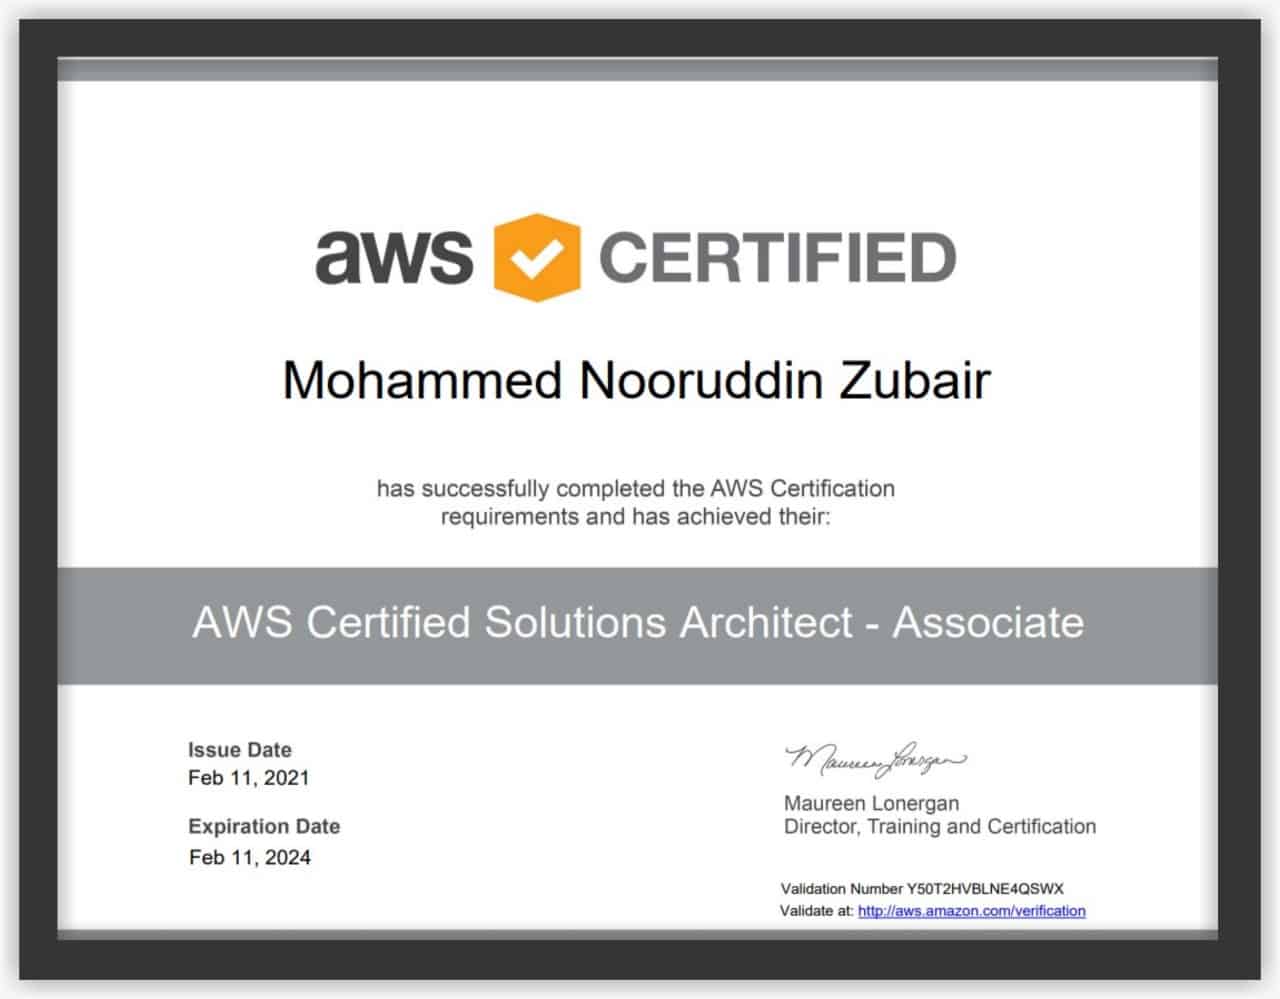 aws CERTIFIED
Mohammed Nooruddin Zubair
has successfully completed the AWS Certification
requirements and has achieved their:
AWS Certified Solutions Architect - Associate
Issue Date
Feb 11, 2021
Expiration Date
Feb 11, 2024
Maureen Lonergan
Maureen Lonergan
Director, Training and Certification
Validation Number Y50T2HVBLNE4QSWX
Validate at: http://aws.amazon.com/verification